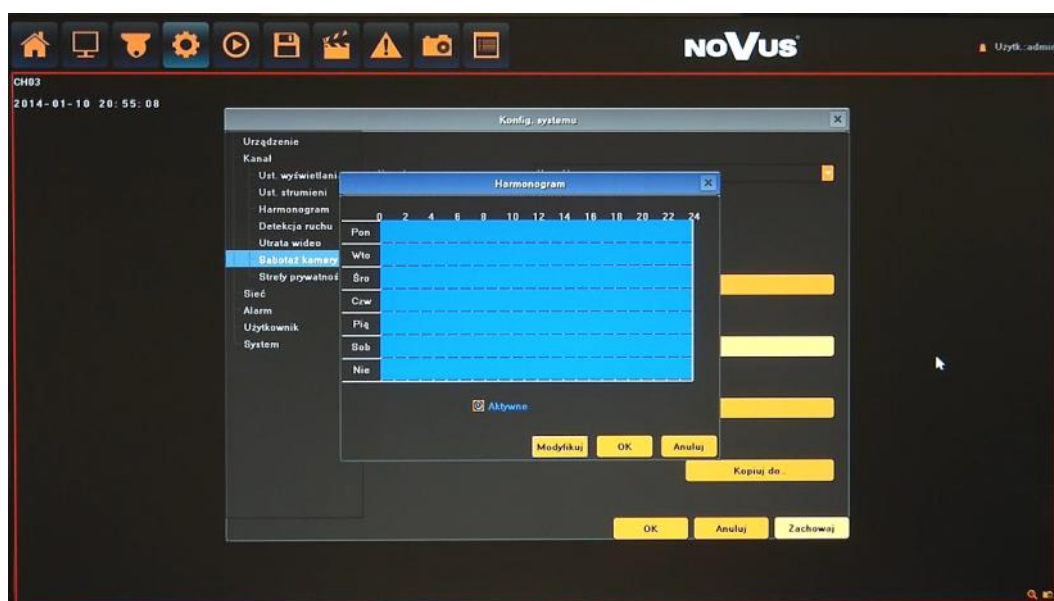 NOVUS
Użytk.:admin
CH03
2014-01-10 20:55:08
Konfig. systemu
Urządzenie
Kanał
Ust. wyświetlani
Ust. strumieni
Harmonogram
Detekcja ruchu
Utrata wideo
Sabotaż kamery
Strefy prywatnoś
Sieć
Alarm
Użytkownik
System
Harmonogram
0 2 4 6 8 10 12 14 16 18 20 22 24
Pon
Wto
Śro
Czw
Pią
Sob
Nie
Aktywne
Modyfikuj OK Anuluj
Kopiuj do..
OK Anuluj Zachowaj